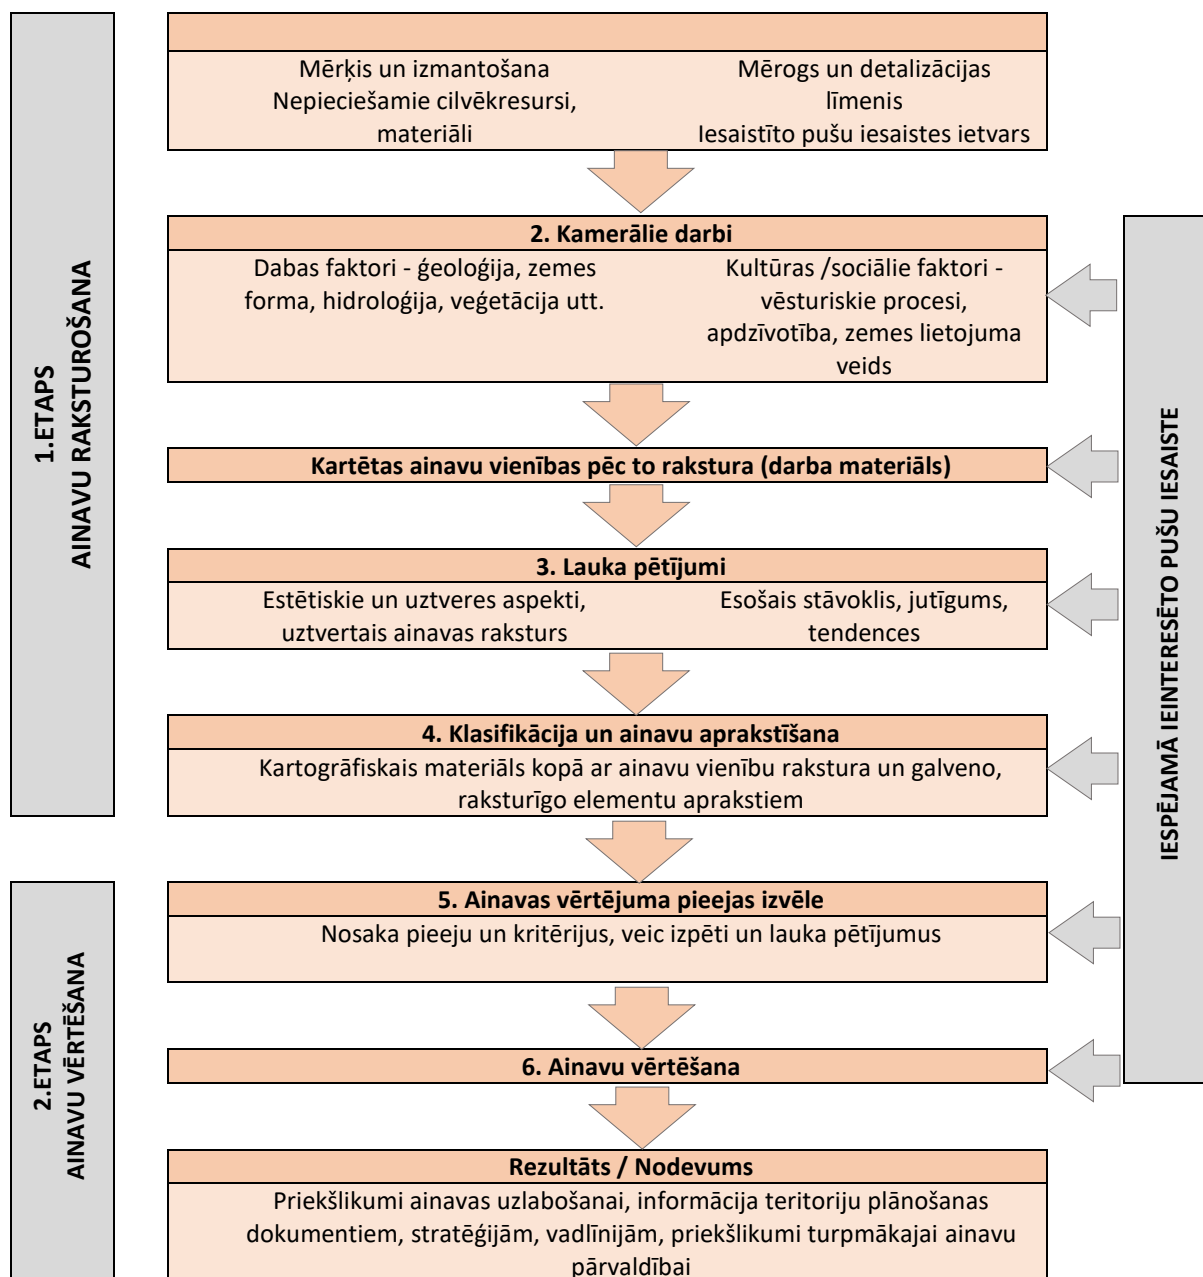 1.ETAPS
AINAVU RAKSTUROŠANA
Mērķis un izmantošana
Nepieciešamie cilvēkresursi,
materiāli
Mērogs un detalizācijas
līmenis
Iesaistīto pušu iesaistes ietvars
2. Kamerālie darbi
Dabas faktori - ģeoloģija, zemes
forma, hidroloģija, veģetācija utt.
Kultūras /sociālie faktori -
vēsturiskie procesi,
apdzīvotība, zemes lietojuma
veids
Kartētas ainavu vienības pēc to rakstura (darba materiāls)
3. Lauka pētījumi
Estētiskie un uztveres aspekti,
uztvertais ainavas raksturs
Esošais stāvoklis, jutīgums,
tendences
4. Klasifikācija un ainavu aprakstīšana
Kartogrāfiskais materiāls kopā ar ainavu vienību rakstura un galveno,
raksturīgo elementu aprakstiem
2.ETAPS
AINAVU VĒRTĒŠANA
5. Ainavas vērtējuma pieejas izvēle
Nosaka pieeju un kritērijus, veic izpēti un lauka pētījumus
6. Ainavu vērtēšana
Rezultāts / Nodevums
Priekšlikumi ainavas uzlabošanai, informācija teritoriju plānošanas
dokumentiem, stratēģijām, vadlīnijām, priekšlikumi turpmākajai ainavu
pārvaldībai
IESPĒJAMĀ IEINTERESĒTO PUŠU IESAISTE